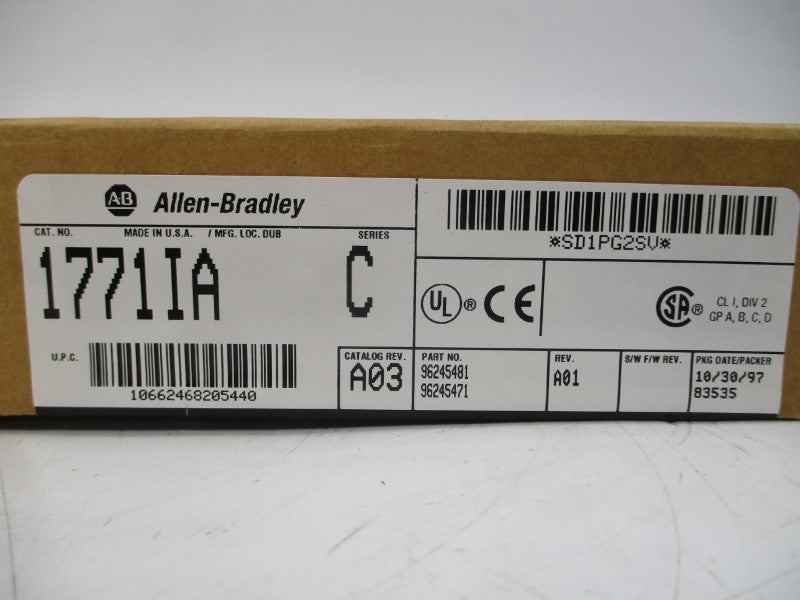 AB Allen-Bradley
CAT. NO. MADE IN U.S.A. / MFG. LOC. DUB SERIES
1771IA C
U.P.C.
10662468205440
CATALOG REV.
A03
*SD1PG2SV*
UL ® CE
SA ®
CL I, DIV 2
GP A, B, C, D
PART NO.
96245481
96245471
REV.
A01
S/W F/W REV.
PKG DATE/PACKER
10/30/97
83535